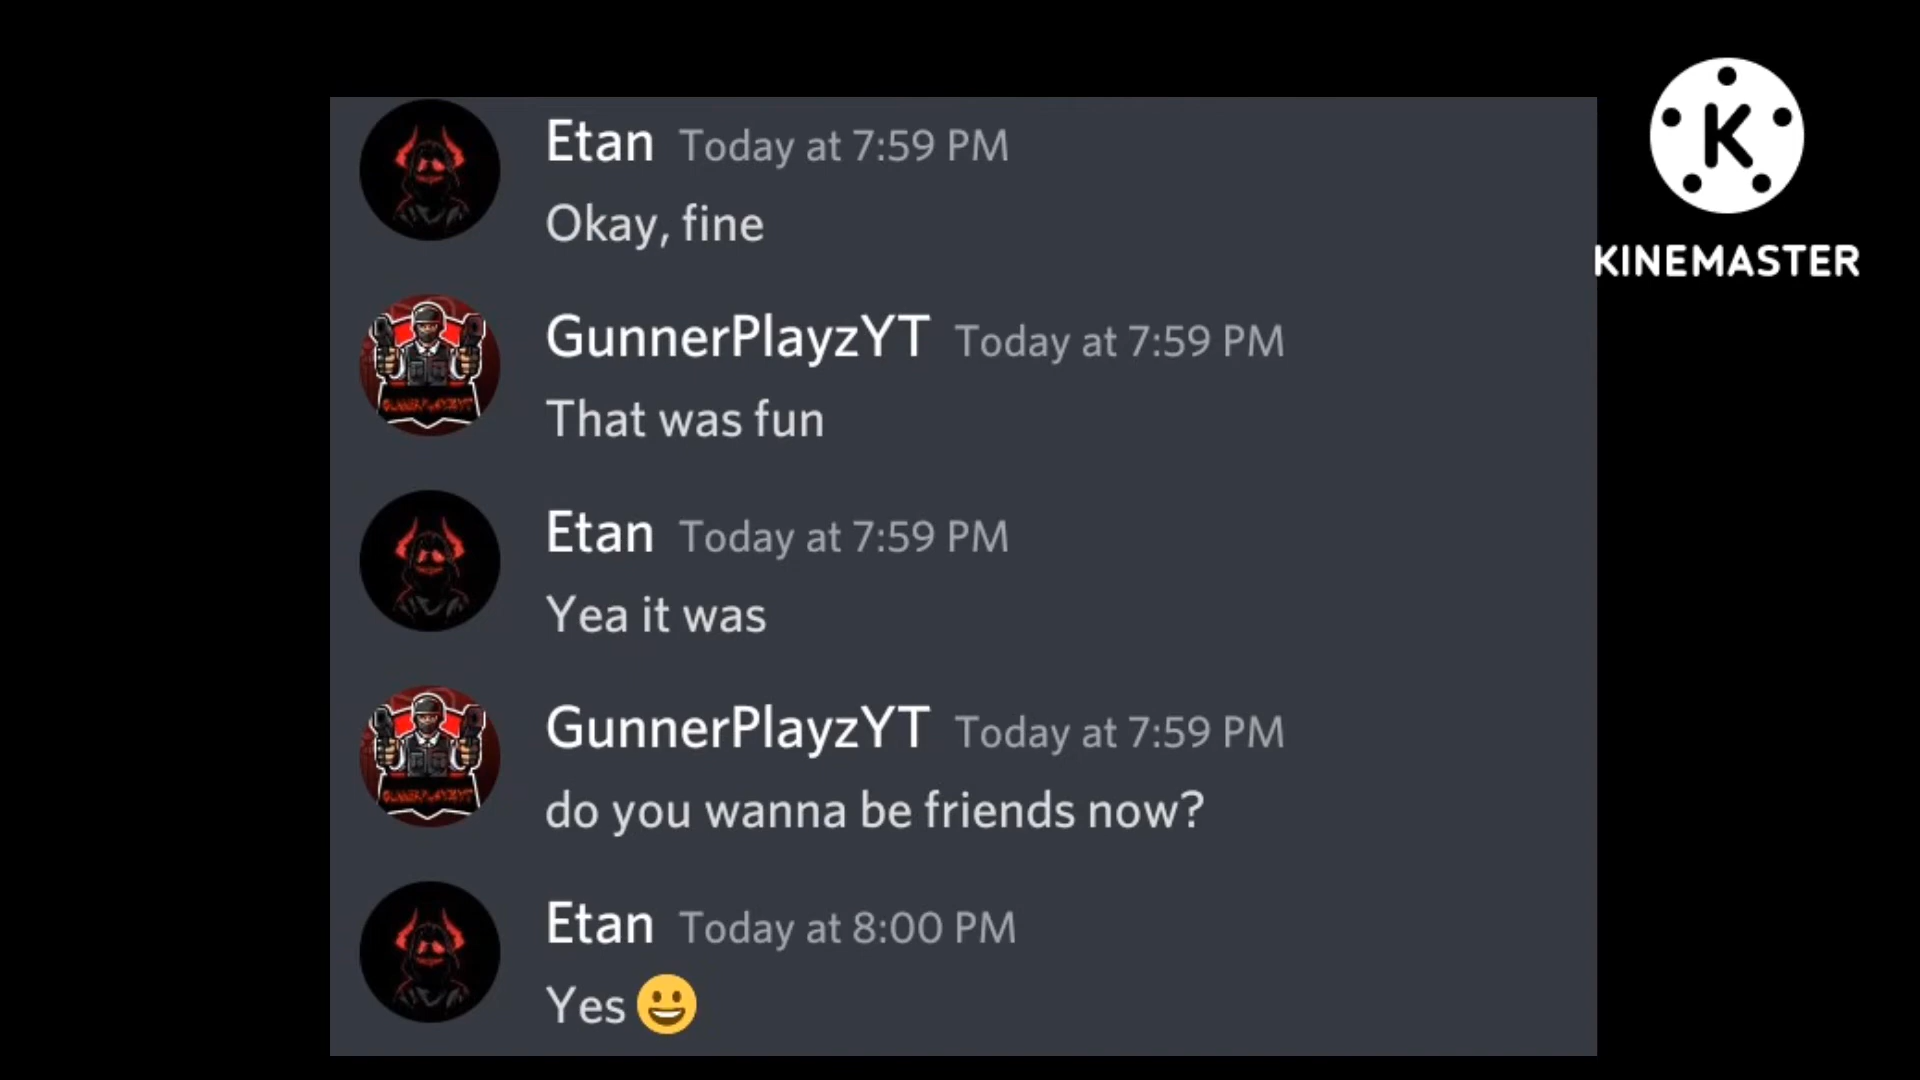 Etan Today at 7:59 PM
Okay, fine
GunnerPlayzYT Today at 7:59 PM
That was fun
Etan Today at 7:59 PM
Yea it was
GunnerPlayzYT Today at 7:59 PM
do you wanna be friends now?
Etan Today at 8:00 PM
Yes 😀
K
KINEMASTER
GUNNERPLAYZYT
GUNNERPLAYZYT